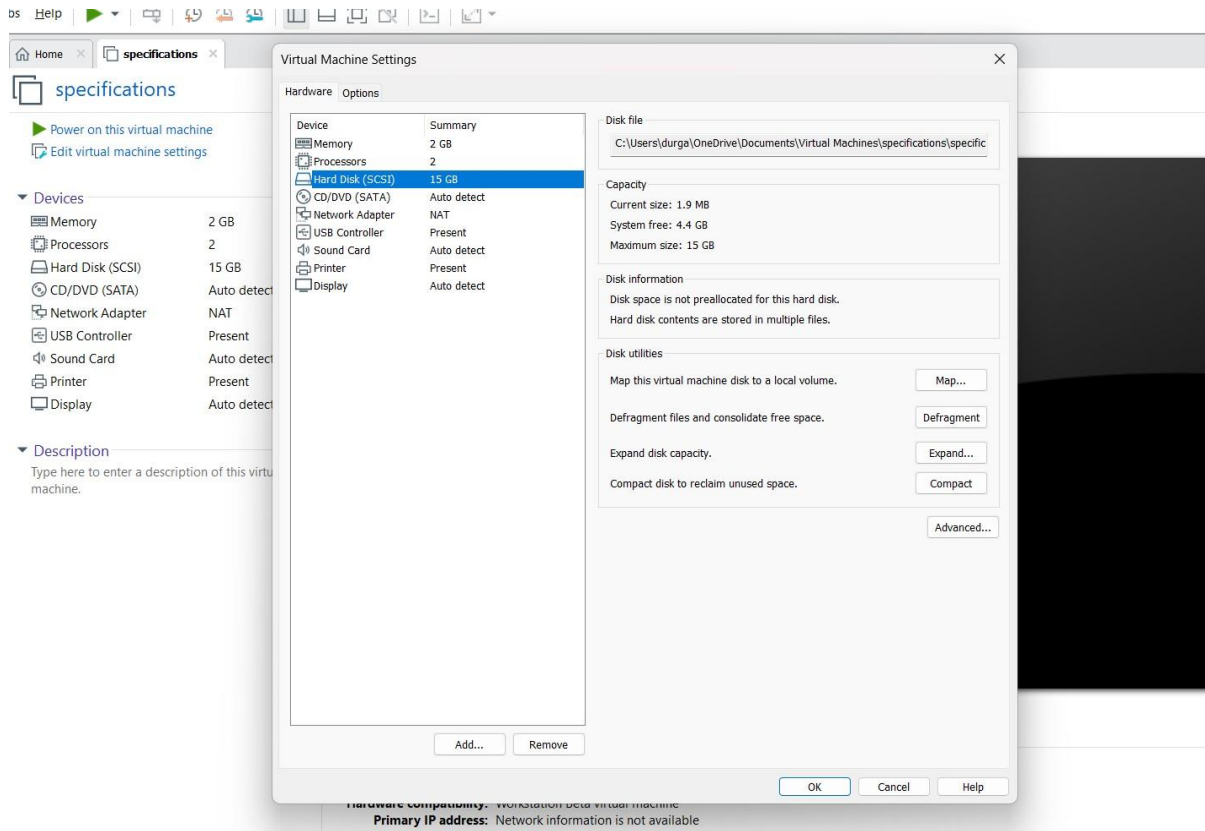 bs Help
Home
specifications
specifications
Power on this virtual machine
Edit virtual machine settings
Devices
Memory 2 GB
Processors 2
Hard Disk (SCSI) 15 GB
CD/DVD (SATA) Auto detect
Network Adapter NAT
USB Controller Present
Sound Card Auto detect
Printer Present
Display Auto detect
Description
Type here to enter a description of this virtu
machine.
Virtual Machine Settings
Hardware Options
Device Summary
Memory 2 GB
Processors 2
Hard Disk (SCSI) 15 GB
CD/DVD (SATA) Auto detect
Network Adapter NAT
USB Controller Present
Sound Card Auto detect
Printer Present
Display Auto detect
Add... Remove
Disk file
C:\Users\durga\OneDrive\Documents\Virtual Machines\specifications\specific
Capacity
Current size: 1.9 MB
System free: 4.4 GB
Maximum size: 15 GB
Disk information
Disk space is not preallocated for this hard disk.
Hard disk contents are stored in multiple files.
Disk utilities
Map this virtual machine disk to a local volume. Map...
Defragment files and consolidate free space. Defragment
Expand disk capacity. Expand...
Compact disk to reclaim unused space. Compact
Advanced...
OK Cancel Help
Hardware compatibility: Workstation Beta virtual machine
Primary IP address: Network information is not available